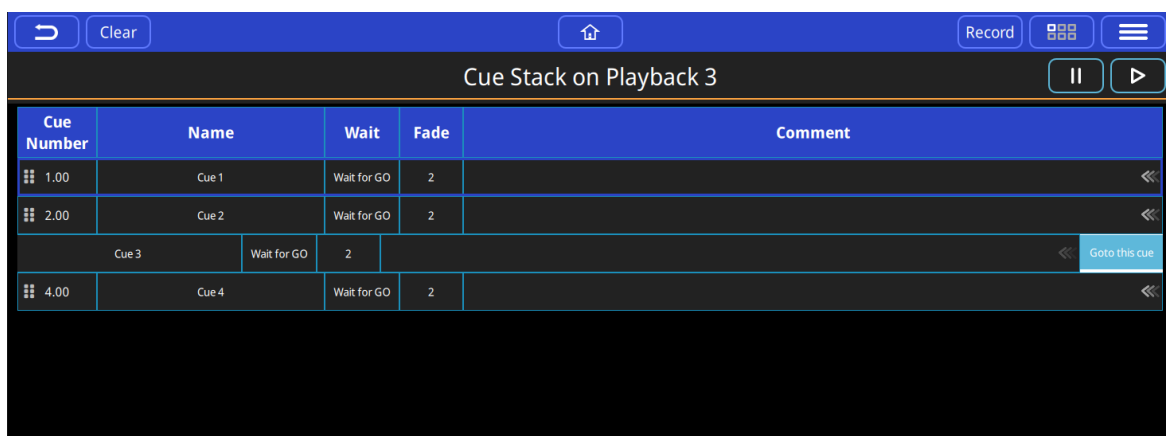 Clear Record
Cue Stack on Playback 3
Cue Number Name Wait Fade Comment
1.00 Cue 1 Wait for GO 2
2.00 Cue 2 Wait for GO 2
Cue 3 Wait for GO 2 Goto this cue
4.00 Cue 4 Wait for GO 2